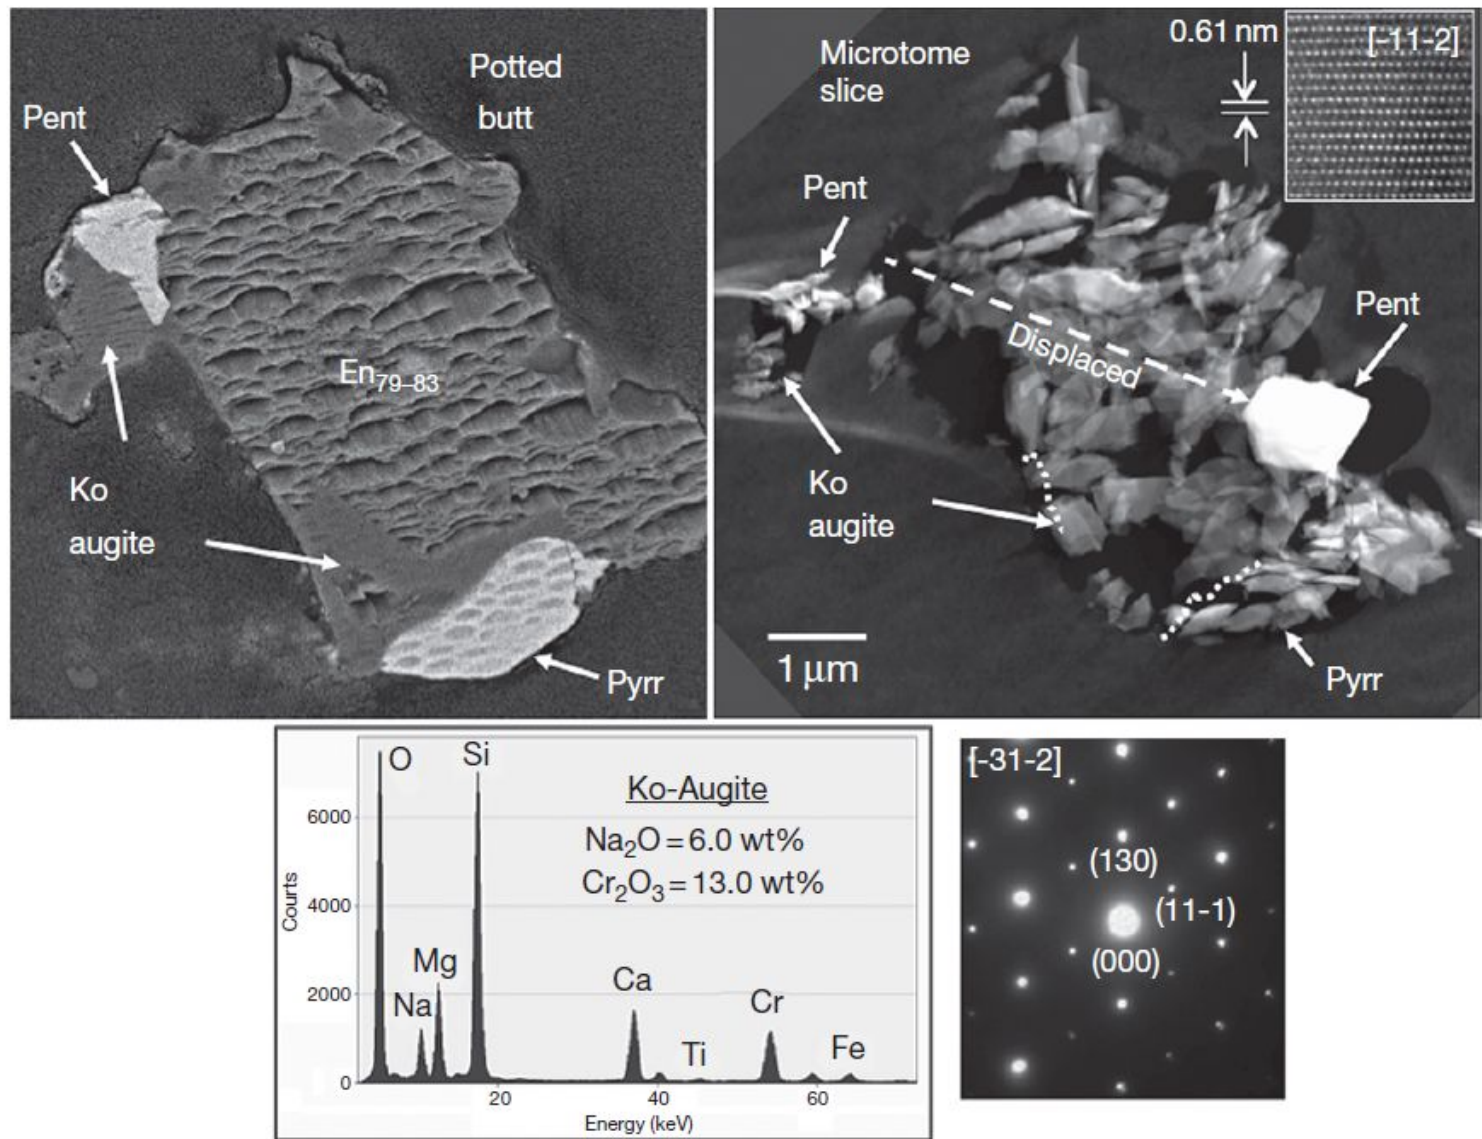 Pent
Potted
butt
En79–83
Ko
augite
Pyrr
Microtome
slice
0.61 nm
[-11-2]
Pent
Displaced
Pent
Ko
augite
1 μm
Pyrr
Courts
6000
4000
2000
0
O
Na
Mg
Si
Ko-Augite
Na2O = 6.0 wt%
Cr2O3 = 13.0 wt%
Ca
Ti
Cr
Fe
20
40
60
Energy (keV)
[-31-2]
(130)
(11-1)
(000)